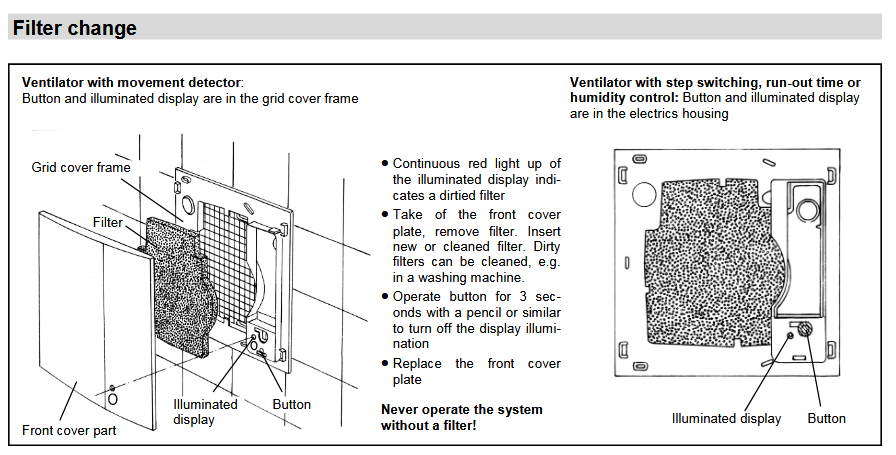 Filter change
Ventilator with movement detector:
Button and illuminated display are in the grid cover frame
Ventilator with step switching, run-out time or
humidity control: Button and illuminated display
are in the electrics housing
Grid cover frame
Filter
Front cover part
Illuminated
display
Button
● Continuous red light up of
the illuminated display indi-
cates a dirtied filter
● Take of the front cover
plate, remove filter. Insert
new or cleaned filter. Dirty
filters can be cleaned, e.g.
in a washing machine.
● Operate button for 3 sec-
onds with a pencil or similar
to turn off the display illumi-
nation
● Replace the front cover
plate
Never operate the system
without a filter!
Illuminated display
Button